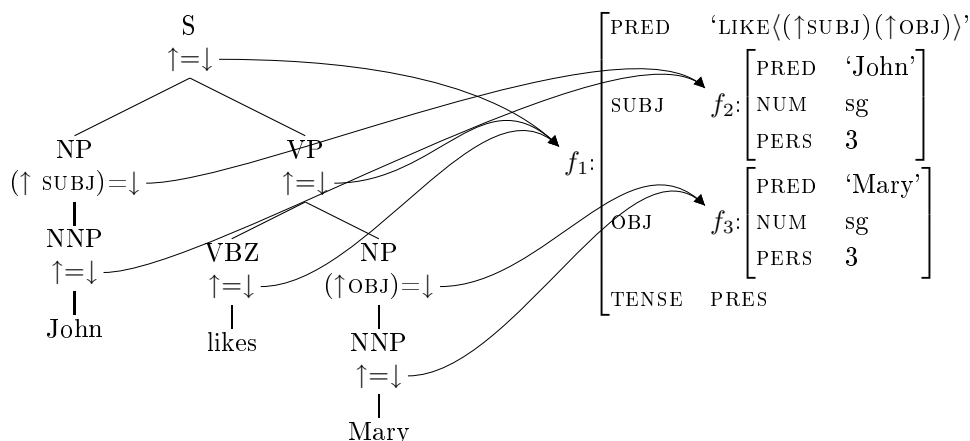 S
↑=↓
NP VP
(↑ SUBJ)=↓ ↑=↓
NNP VBZ NP
↑=↓ ↑=↓ (↑OBJ)=↓
John likes NNP
↑=↓
Mary
f1:
PRED ‘LIKE⟨(↑SUBJ)(↑OBJ)⟩’
SUBJ f2:
PRED ‘John’
NUM sg
PERS 3
OBJ f3:
PRED ‘Mary’
NUM sg
PERS 3
TENSE PRES